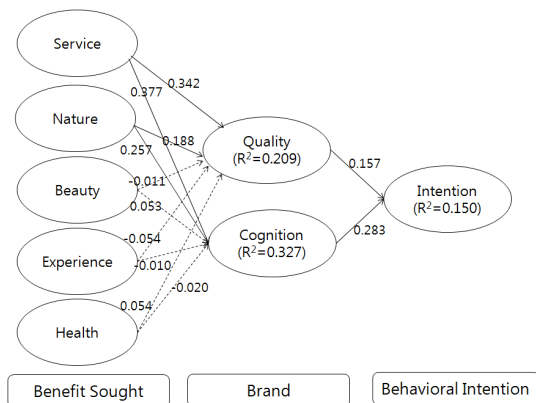 Service
0.342
0.377
Nature
0.188
0.257
Quality
(R²=0.209)
0.157
Beauty
-0.011
0.053
Intention
(R²=0.150)
-0.054
Cognition
(R²=0.327)
0.283
Experience
-0.010
-0.020
0.054
Health
Benefit Sought
Brand
Behavioral Intention